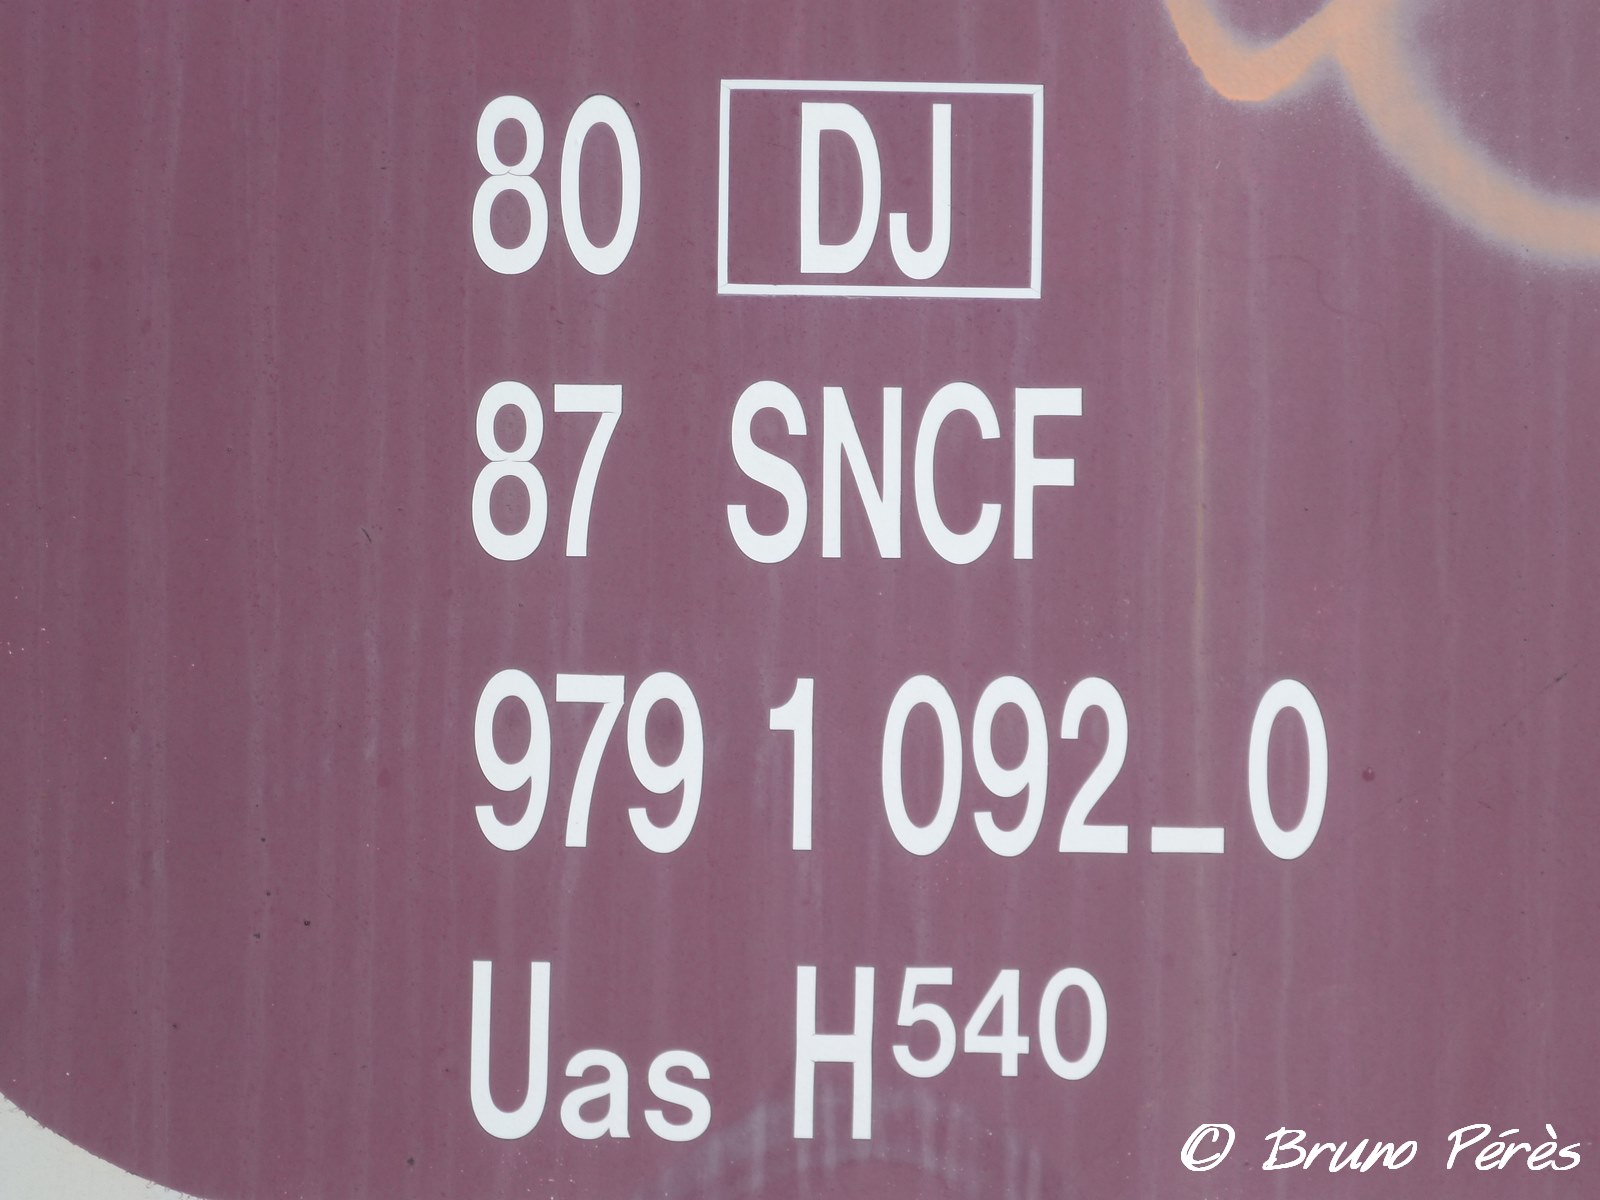 80 DJ
87 SNCF
979 1 092_0
Uas H540
© Bruno Pérès